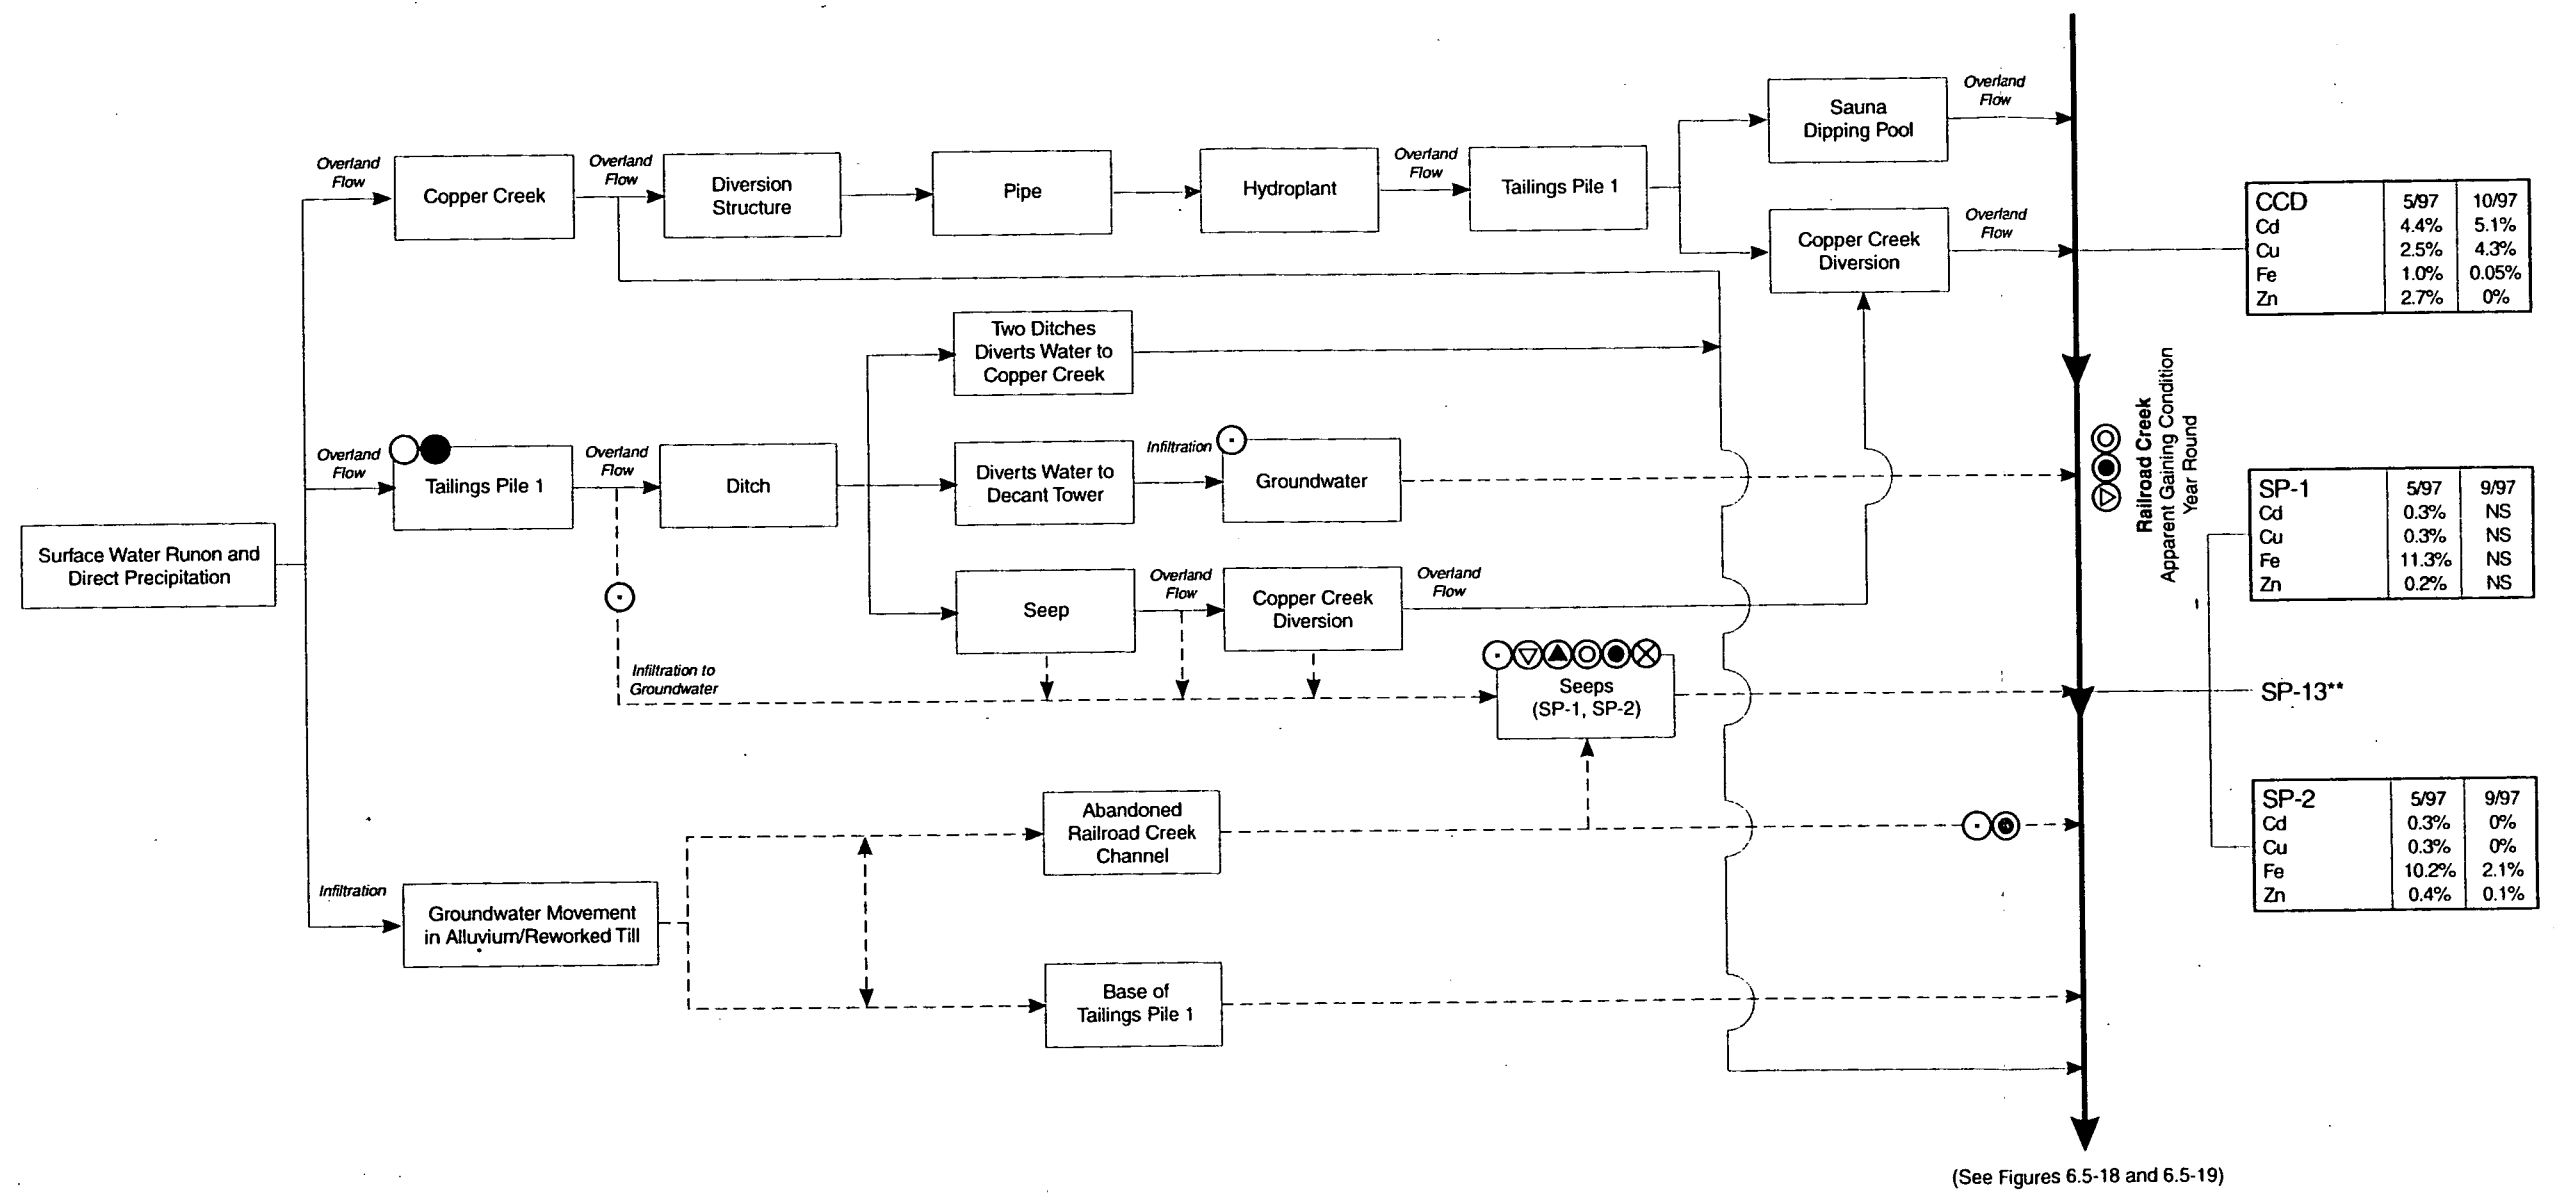 Overland
Flow
Copper Creek
Overland
Flow
Diversion
Structure
Pipe
Hydroplant
Overland
Flow
Tailings Pile 1
Sauna
Dipping Pool
Overland
Flow
Copper Creek
Diversion
Overland
Flow
CCD 5/97 10/97
Cd 4.4% 5.1%
Cu 2.5% 4.3%
Fe 1.0% 0.05%
Zn 2.7% 0%
Two Ditches
Diverts Water to
Copper Creek
Overland
Flow
Tailings Pile 1
Overland
Flow
Ditch
Diverts Water to
Decant Tower
Infiltration
Groundwater
Railroad Creek
Apparent Gaining Condition
Year Round
SP-1 5/97 9/97
Cd 0.3% NS
Cu 0.3% NS
Fe 11.3% NS
Zn 0.2% NS
Surface Water Runon and
Direct Precipitation
Seep
Overland
Flow
Copper Creek
Diversion
Overland
Flow
Infiltration to
Groundwater
Seeps
(SP-1, SP-2)
SP-13**
Abandoned
Railroad Creek
Channel
SP-2 5/97 9/97
Cd 0.3% 0%
Cu 0.3% 0%
Fe 10.2% 2.1%
Zn 0.4% 0.1%
Infiltration
Groundwater Movement
in Alluvium/Reworked Till
Base of
Tailings Pile 1
(See Figures 6.5-18 and 6.5-19)